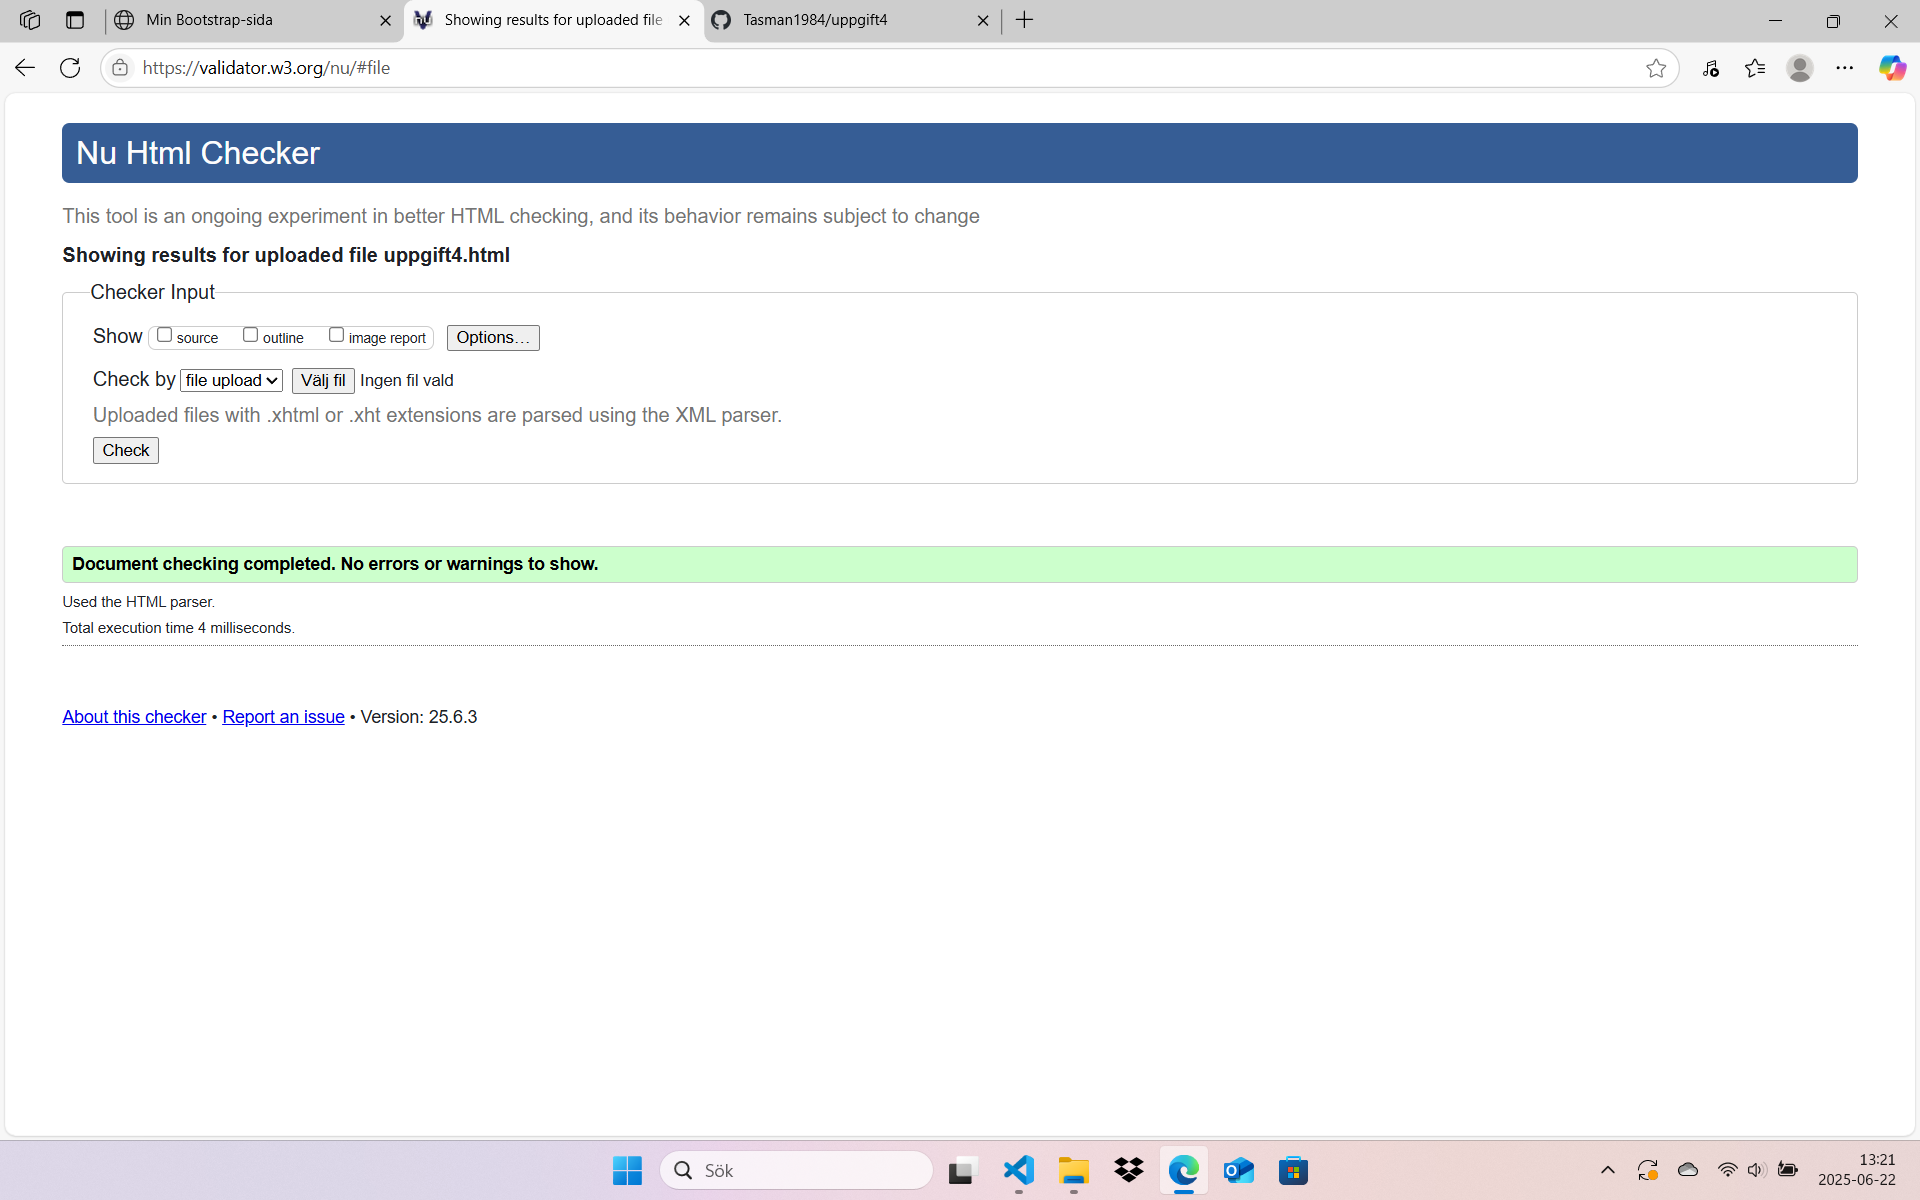 Min Bootstrap-sida
Showing results for uploaded file
Tasman1984/uppgift4
https://validator.w3.org/nu/#file
Nu Html Checker
This tool is an ongoing experiment in better HTML checking, and its behavior remains subject to change
Showing results for uploaded file uppgift4.html
Checker Input
Show source outline image report Options…
Check by file upload Välj fil Ingen fil vald
Uploaded files with .xhtml or .xht extensions are parsed using the XML parser.
Check
Document checking completed. No errors or warnings to show.
Used the HTML parser.
Total execution time 4 milliseconds.
About this checker • Report an issue • Version: 25.6.3
Sök
13:21
2025-06-22